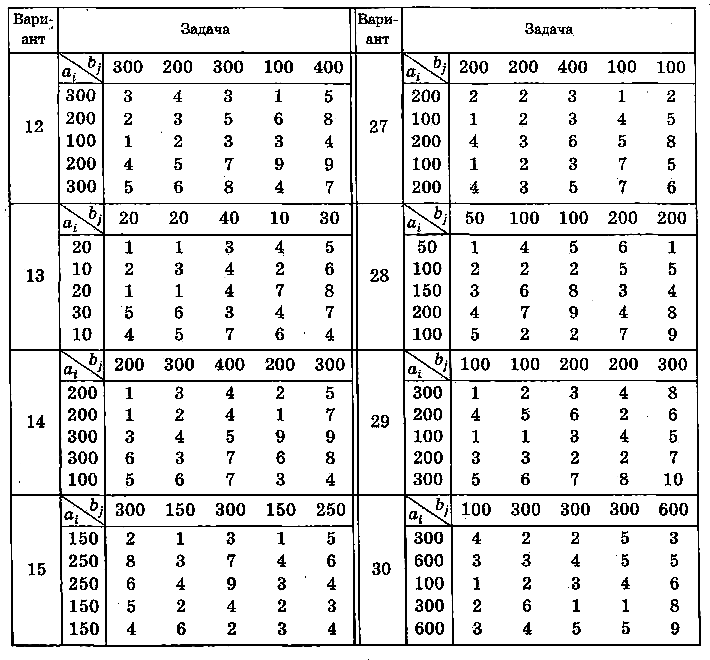 Вари-
ант Задача Вари-
ант Задача
12 a_i b_j 300 200 300 100 400
300 3 4 3 1 5
200 2 3 5 6 8
100 1 2 3 3 4
200 4 5 7 9 9
300 5 6 8 4 7
27 a_i b_j 200 200 400 100 100
200 2 2 3 1 2
100 1 2 3 4 5
200 4 3 6 5 8
100 1 2 3 7 5
200 4 3 5 7 6
13 a_i b_j 20 20 40 10 30
20 1 1 3 4 5
10 2 3 4 2 6
20 1 1 4 7 8
30 5 6 3 4 7
10 4 5 7 6 4
28 a_i b_j 50 100 100 200 200
50 1 4 5 6 1
100 2 2 2 5 5
150 3 6 8 3 4
200 4 7 9 4 8
100 5 2 2 7 9
14 a_i b_j 200 300 400 200 300
200 1 3 4 2 5
200 1 2 4 1 7
300 3 4 5 9 9
300 6 3 7 6 8
100 5 6 7 3 4
29 a_i b_j 100 100 200 200 300
300 1 2 3 4 8
200 4 5 6 2 6
100 1 1 3 4 5
200 3 3 2 2 7
300 5 6 7 8 10
15 a_i b_j 300 150 300 150 250
150 2 1 3 1 5
250 8 3 7 4 6
250 6 4 9 3 4
150 5 2 4 2 3
150 4 6 2 3 4
30 a_i b_j 100 300 300 300 600
300 4 2 2 5 3
600 3 3 4 5 5
100 1 2 3 4 6
300 2 6 1 1 8
600 3 4 5 5 9